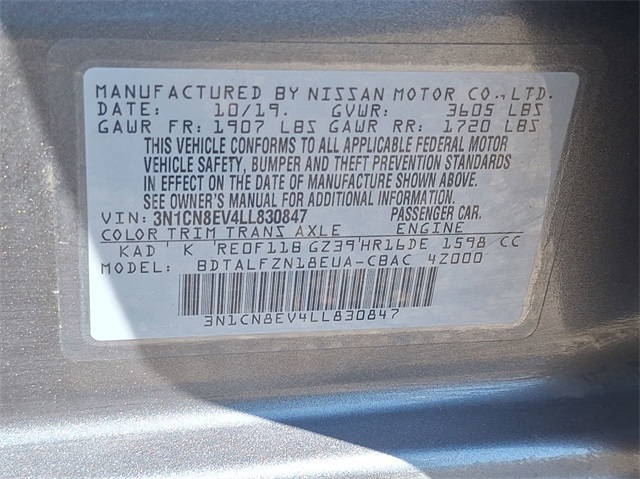 MANUFACTURED BY NISSAN MOTOR CO.,LTD.
DATE: 10/19. GVWR: 3605 LBS
GAWR FR: 1907 LBS GAWR RR: 1720 LBS
THIS VEHICLE CONFORMS TO ALL APPLICABLE FEDERAL MOTOR
VEHICLE SAFETY, BUMPER AND THEFT PREVENTION STANDARDS
IN EFFECT ON THE DATE OF MANUFACTURE SHOWN ABOVE.
SEE OWNER'S MANUAL FOR ADDITIONAL INFORMATION.
VIN: 3N1CN8EV4LL830847 PASSENGER CAR.
COLOR TRIM TRANS AXLE ENGINE
KAD ' K 'RE0F11B GZ39'HR16DE 1598 CC
MODEL: BDTALFZN18EUA-CBAC 4Z000
3N1CN8EV4LL830847